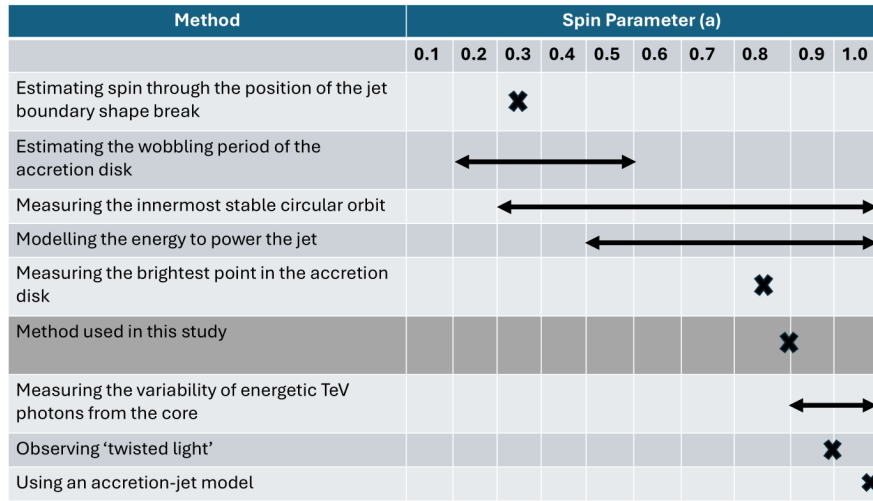 Method Spin Parameter (a)
0.1 0.2 0.3 0.4 0.5 0.6 0.7 0.8 0.9 1.0
Estimating spin through the position of the jet
boundary shape break
Estimating the wobbling period of the
accretion disk
Measuring the innermost stable circular orbit
Modelling the energy to power the jet
Measuring the brightest point in the accretion
disk
Method used in this study
Measuring the variability of energetic TeV
photons from the core
Observing ‘twisted light’
Using an accretion-jet model